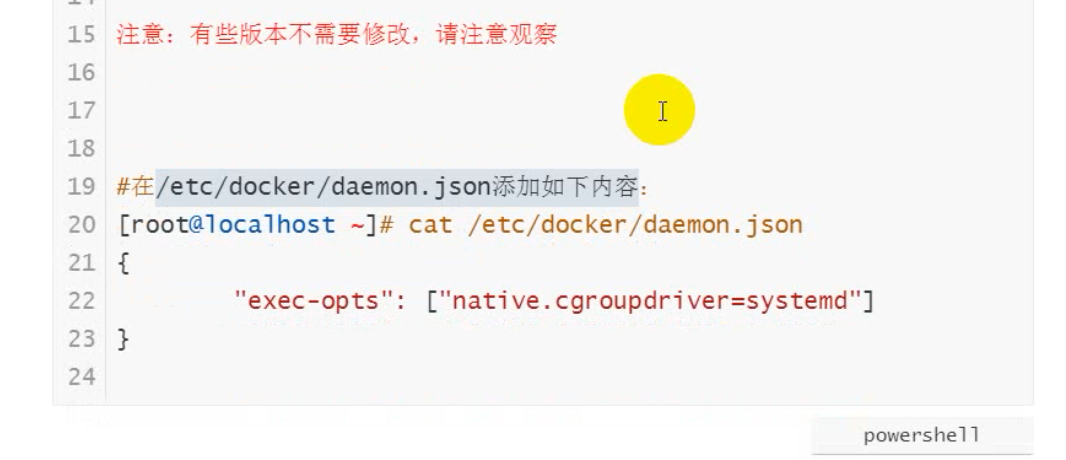 15 注意：有些版本不需要修改，请注意观察
16
17
18
19 #在/etc/docker/daemon.json添加如下内容：
20 [root@localhost ~]# cat /etc/docker/daemon.json
21 {
22 "exec-opts": ["native.cgroupdriver=systemd"]
23 }
24
powershell